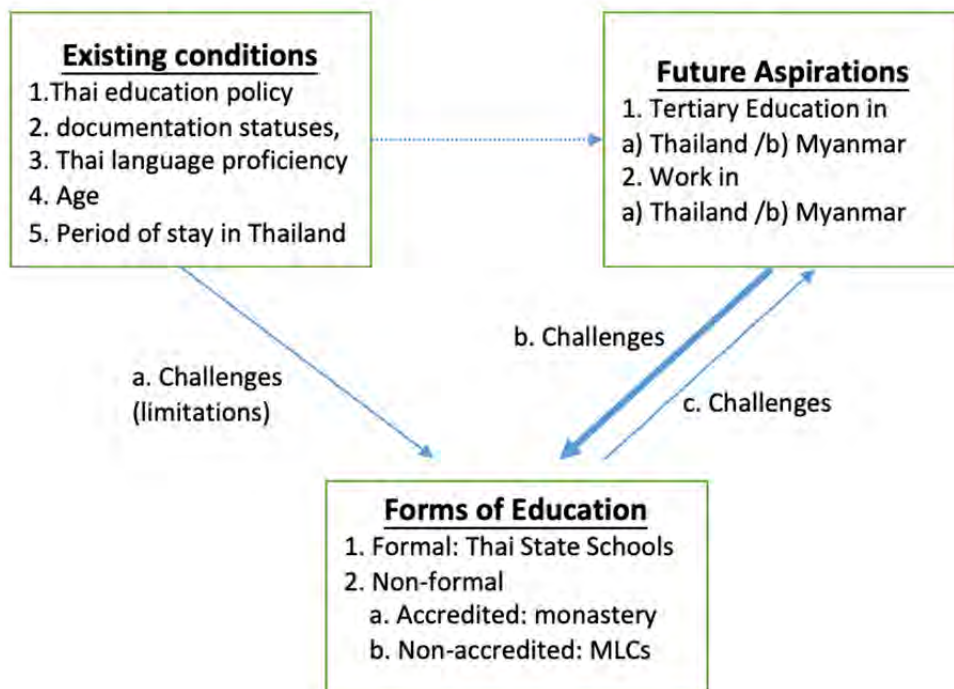 Existing conditions
1.Thai education policy
2. documentation statuses,
3. Thai language proficiency
4. Age
5. Period of stay in Thailand
Future Aspirations
1. Tertiary Education in
a) Thailand /b) Myanmar
2. Work in
a) Thailand /b) Myanmar
a. Challenges
(limitations)
b. Challenges
c. Challenges
Forms of Education
1. Formal: Thai State Schools
2. Non-formal
a. Accredited: monastery
b. Non-accredited: MLCs